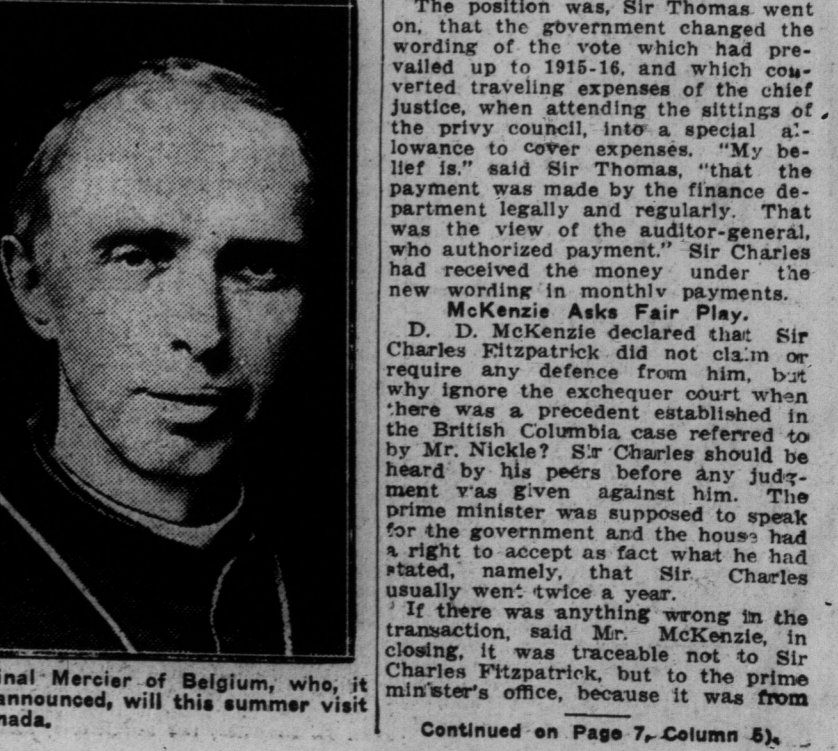 The position was, Sir Thomas went
on, that the government changed the
wording of the vote which had pre-
vailed up to 1915-16, and which con-
verted traveling expenses of the chief
justice, when attending the sittings of
the privy council, into a special al-
lowance to cover expenses. "My be-
lief is," said Sir Thomas, "that the
payment was made by the finance de-
partment legally and regularly. That
was the view of the auditor-general,
who authorized payment." Sir Charles
had received the money under the
new wording in monthly payments.
McKenzie Asks Fair Play.
D. D. McKenzie declared that Sir
Charles Fitzpatrick did not claim or
require any defence from him, but
why ignore the exchequer court when
there was a precedent established in
the British Columbia case referred to
by Mr. Nickle? Sir Charles should be
heard by his peers before any judg-
ment was given against him. The
prime minister was supposed to speak
for the government and the house had
a right to accept as fact what he had
stated, namely, that Sir Charles
usually went twice a year.
If there was anything wrong in the
transaction, said Mr. McKenzie, in
closing, it was traceable not to Sir
Charles Fitzpatrick, but to the prime
minister's office, because it was from
Continued on Page 7, Column 5).
inal Mercier of Belgium, who, it
announced, will this summer visit
nada.